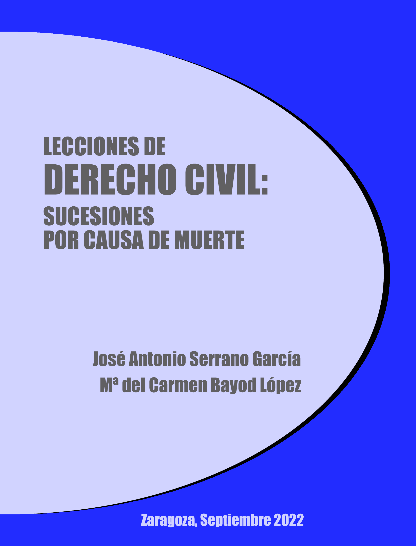 LECCIONES DE
DERECHO CIVIL:
SUCESIONES
POR CAUSA DE MUERTE
José Antonio Serrano García
Mª del Carmen Bayod López
Zaragoza, Septiembre 2022